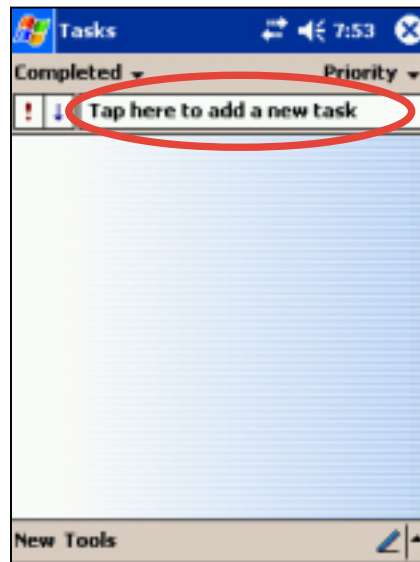 Tasks 7:53
Completed Priority
! ↓ Tap here to add a new task
New Tools